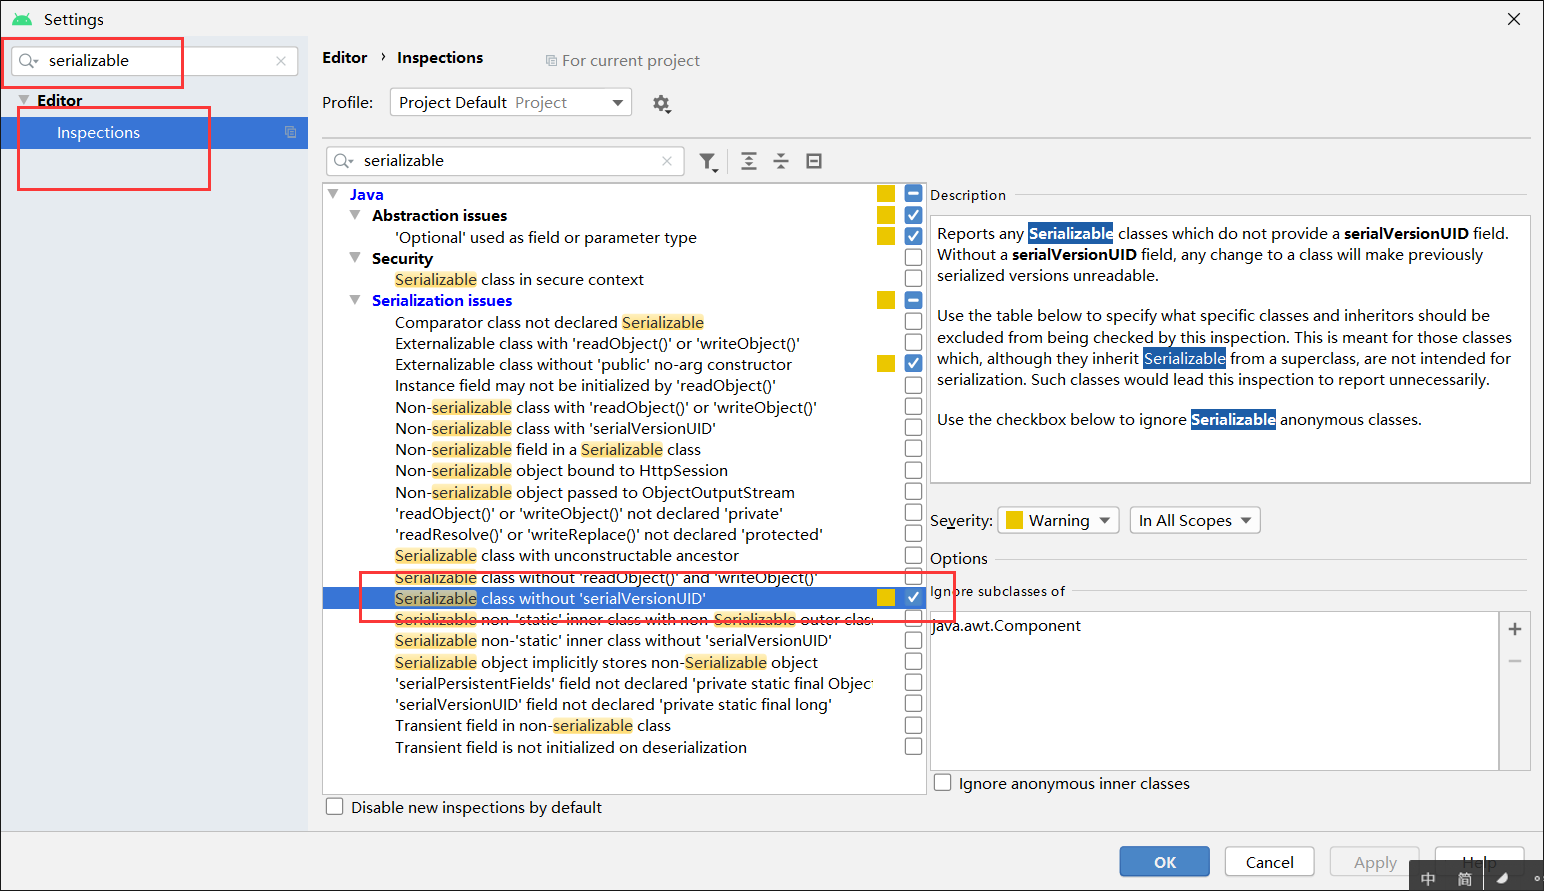 Settings
serializable
Editor
Inspections
Editor › Inspections
For current project
Profile:
Project Default Project
serializable
Java
Abstraction issues
'Optional' used as field or parameter type
Security
Serializable class in secure context
Serialization issues
Comparator class not declared Serializable
Externalizable class with 'readObject()' or 'writeObject()'
Externalizable class without 'public' no-arg constructor
Instance field may not be initialized by 'readObject()'
Non-serializable class with 'readObject()' or 'writeObject()'
Non-serializable class with 'serialVersionUID'
Non-serializable field in a Serializable class
Non-serializable object bound to HttpSession
Non-serializable object passed to ObjectOutputStream
'readObject()' or 'writeObject()' not declared 'private'
'readResolve()' or 'writeReplace()' not declared 'protected'
Serializable class with unconstructable ancestor
Serializable class without 'readObject()' and 'writeObject()'
Serializable class without 'serialVersionUID'
Serializable non-'static' inner class with non-Serializable outer clas
Serializable non-'static' inner class without 'serialVersionUID'
Serializable object implicitly stores non-Serializable object
'serialPersistentFields' field not declared 'private static final Objec
'serialVersionUID' field not declared 'private static final long'
Transient field in non-serializable class
Transient field is not initialized on deserialization
Disable new inspections by default
Description
Reports any Serializable classes which do not provide a serialVersionUID field.
Without a serialVersionUID field, any change to a class will make previously
serialized versions unreadable.
Use the table below to specify what specific classes and inheritors should be
excluded from being checked by this inspection. This is meant for those classes
which, although they inherit Serializable from a superclass, are not intended for
serialization. Such classes would lead this inspection to report unnecessarily.
Use the checkbox below to ignore Serializable anonymous classes.
Severity:
Warning
In All Scopes
Options
Ignore subclasses of
java.awt.Component
Ignore anonymous inner classes
OK
Cancel
Apply
Help
中 简